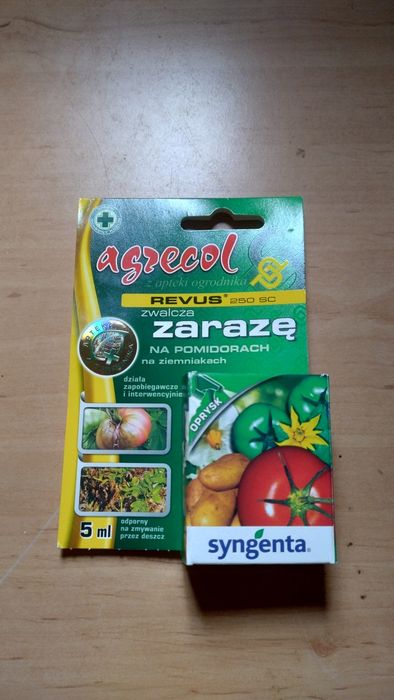 agrecol
z apteki ogrodnika
REVUS® 250 SC
zwalcza
zarazę
NA POMIDORACH
na ziemniakach
działa
zapobiegawczo
i interwencyjnie
OPRYSK
5 ml
odporny
na zmywanie
przez deszcz
syngenta®